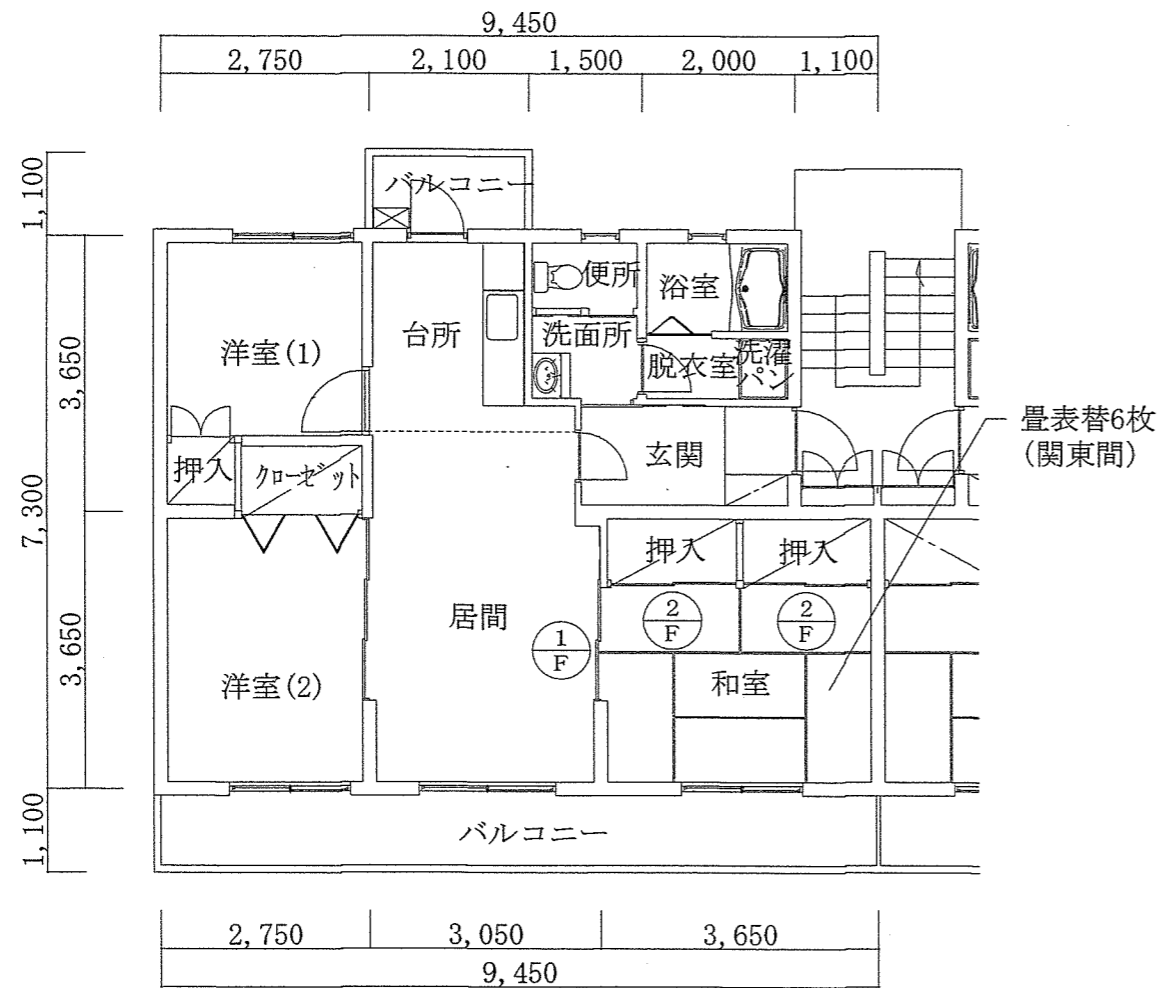 9,450
2,750
2,100
1,500
2,000
1,100
1,100
3,650
7,300
3,650
1,100
バルコニー
洋室(1)
台所
便所
浴室
洗面所
脱衣室
洗濯
パン
押入
クローゼット
玄関
畳表替6枚
(関東間)
押入
押入
居間
1
F
2
F
2
F
洋室(2)
和室
バルコニー
2,750
3,050
3,650
9,450